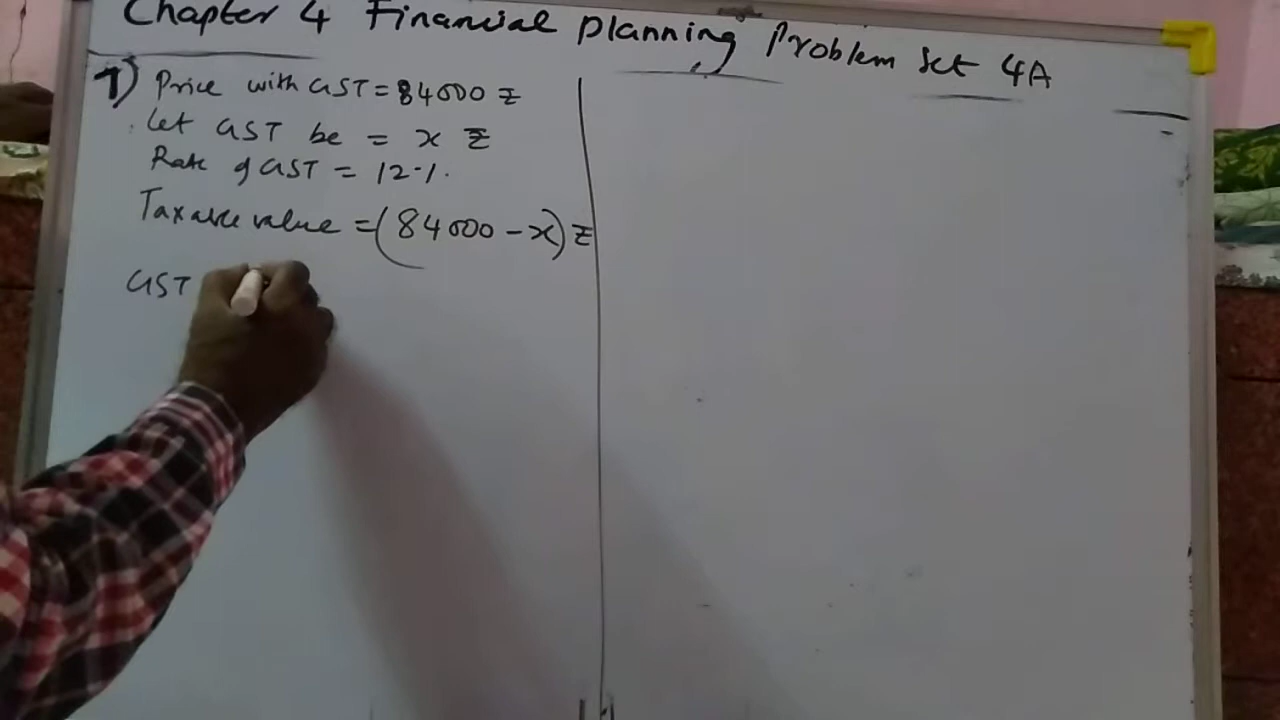 Chapter 4 Financial planning Problem Set 4A
7) Price with GST = 84000 ₹
Let GST be = x ₹
Rate of GST = 12 %.
Taxable value = (84000 - x) ₹
GST